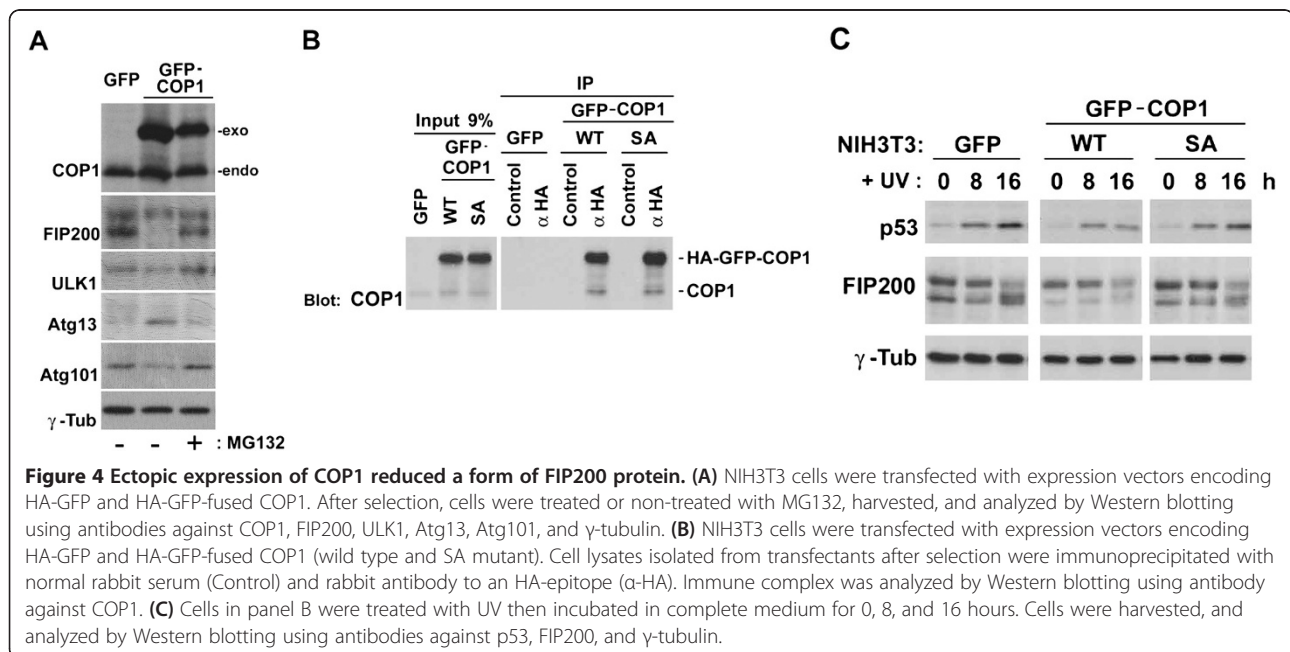 A
GFP GFP-
COP1
-exo
COP1 -endo
FIP200
ULK1
Atg13
Atg101
γ-Tub
- - + : MG132
B
IP
Input 9% GFP-COP1
GFP-
COP1 GFP WT SA
GFP WT SA Control α HA Control α HA Control α HA
- HA-GFP-COP1
Blot: COP1 - COP1
C
GFP-COP1
NIH3T3: GFP WT SA
+ UV : 0 8 16 0 8 16 0 8 16 h
p53
FIP200
γ-Tub
Figure 4 Ectopic expression of COP1 reduced a form of FIP200 protein. (A) NIH3T3 cells were transfected with expression vectors encoding
HA-GFP and HA-GFP-fused COP1. After selection, cells were treated or non-treated with MG132, harvested, and analyzed by Western blotting
using antibodies against COP1, FIP200, ULK1, Atg13, Atg101, and γ-tubulin. (B) NIH3T3 cells were transfected with expression vectors encoding
HA-GFP and HA-GFP-fused COP1 (wild type and SA mutant). Cell lysates isolated from transfectants after selection were immunoprecipitated with
normal rabbit serum (Control) and rabbit antibody to an HA-epitope (α-HA). Immune complex was analyzed by Western blotting using antibody
against COP1. (C) Cells in panel B were treated with UV then incubated in complete medium for 0, 8, and 16 hours. Cells were harvested, and
analyzed by Western blotting using antibodies against p53, FIP200, and γ-tubulin.